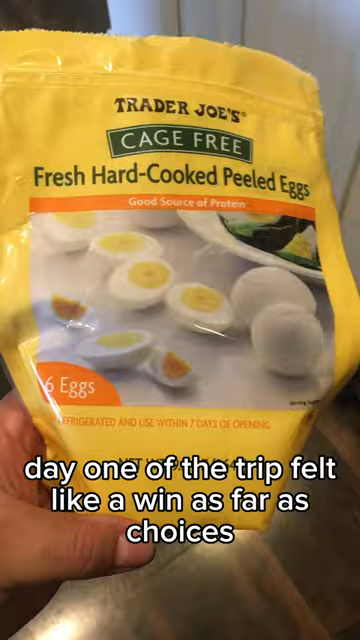 TRADER JOE'S
CAGE FREE
Fresh Hard-Cooked Peeled Eggs
Good Source of Protein
6 Eggs
REFRIGERATED AND USE WITHIN 7 DAYS OF OPENING
day one of the trip felt
like a win as far as
choices